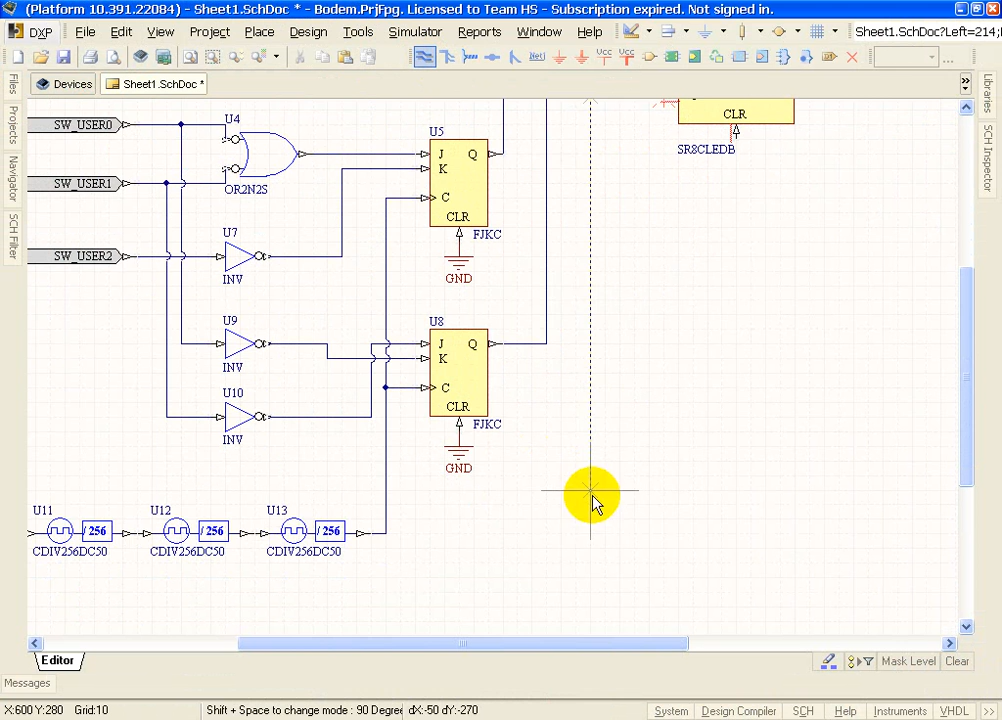 (Platform 10.391.22084) - Sheet1.SchDoc * - Bodem.PrjFpg. Licensed to Team HS - Subscription expired. Not signed in.
DXP File Edit View Project Place Design Tools Simulator Reports Window Help Sheet1.SchDoc?Left=214;
Net Vcc
Devices Sheet1.SchDoc *
Files
Projects
Navigator
SCH Filter
Libraries
SCH Inspector
SW_USER0
U4
OR2N2S
SW_USER1
U5
J Q
K
C
CLR
FJKC
GND
CLR
SR8CLEDB
U7
SW_USER2
INV
U9
INV
U8
J Q
K
C
CLR
FJKC
GND
U10
INV
U11 U12 U13
/ 256 / 256 / 256
CDIV256DC50 CDIV256DC50 CDIV256DC50
Editor
Mask Level Clear
Messages
X:600 Y:280 Grid:10 Shift + Space to change mode : 90 Degree dX:-50 dY:-270 System Design Compiler SCH Help Instruments VHDL >>